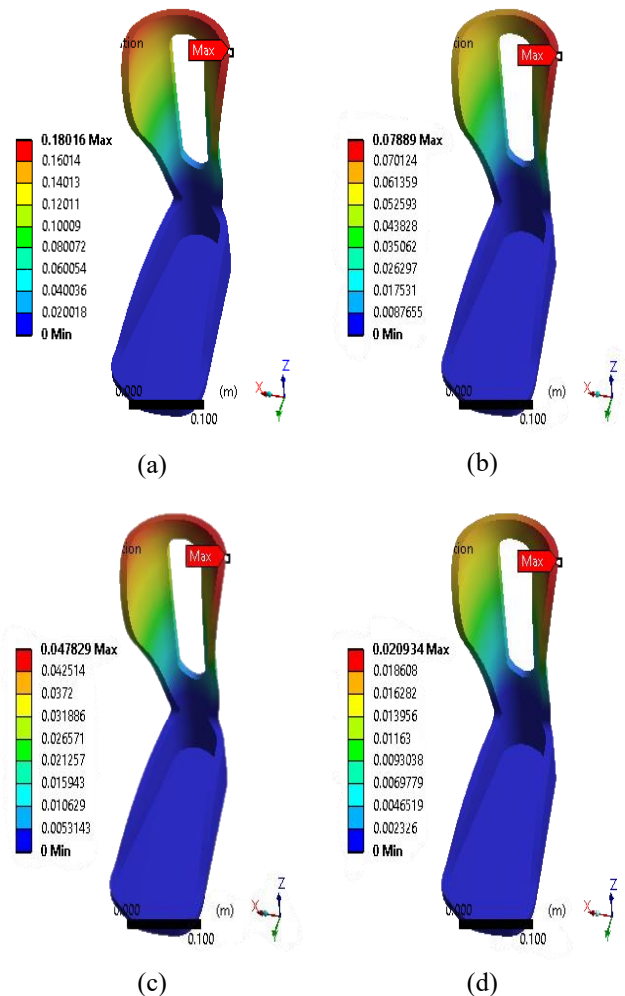 ution
Max
0.18016 Max
0.16014
0.14013
0.12011
0.10009
0.080072
0.060054
0.040036
0.020018
0 Min
0.000
(m)
0.100
X
Z
Y
(a)
tion
Max
0.07889 Max
0.070124
0.061359
0.052593
0.043828
0.035062
0.026297
0.017531
0.0087655
0 Min
0.000
(m)
0.100
X
Z
Y
(b)
tion
Max
0.047829 Max
0.042514
0.0372
0.031886
0.026571
0.021257
0.015943
0.010629
0.0053143
0 Min
0.000
(m)
0.100
X
Z
Y
(c)
tion
Max
0.020934 Max
0.018608
0.016282
0.013956
0.01163
0.0093038
0.0069779
0.0046519
0.002326
0 Min
0.000
(m)
0.100
X
Z
Y
(d)